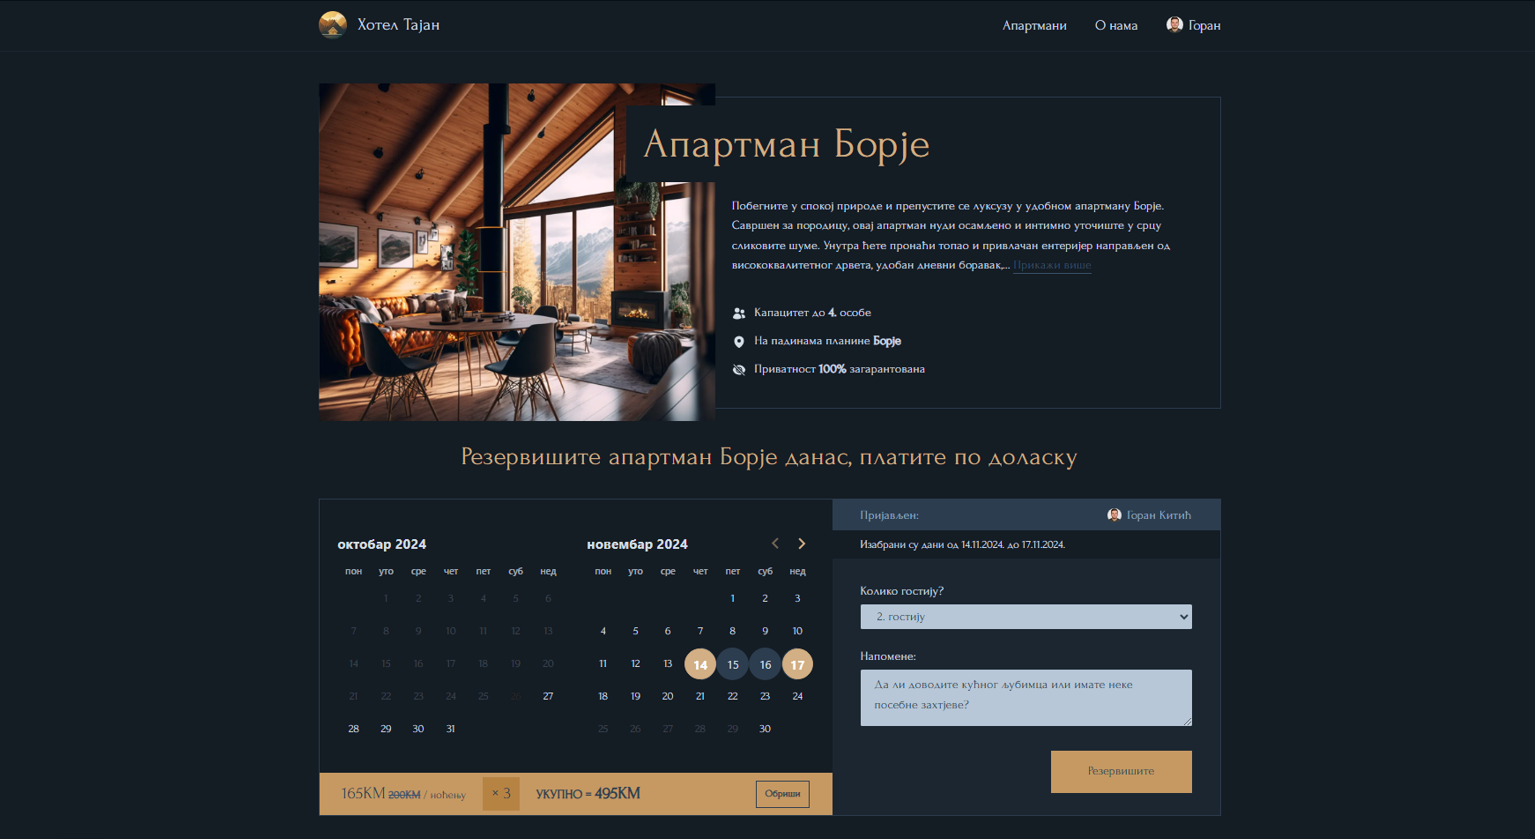 Хотел Тајан
Апартмани О нама Горан
Апартман Борје
Побегните у спокој природе и препустите се луксузу у удобном апартману Борје.
Савршен за породицу, овај апартман нуди осамљено и интимно уточиште у срцу
сликовите шуме. Унутра ћете пронаћи топао и привлачан ентеријер направљен од
висококвалитетног дрвета, удобан дневни боравак,... Прикажи више
Капацитет до 4. особе
На падинама планине Борје
Приватност 100% загарантована
Резервишите апартман Борје данас, платите по доласку
октобар 2024
пон уто сре чет пет суб нед
1 2 3 4 5 6
7 8 9 10 11 12 13
14 15 16 17 18 19 20
21 22 23 24 25 26 27
28 29 30 31
новембар 2024
пон уто сре чет пет суб нед
1 2 3
4 5 6 7 8 9 10
11 12 13 14 15 16 17
18 19 20 21 22 23 24
25 26 27 28 29 30
165KM 200KM / ноћењу × 3 УКУПНО = 495KM Обриши
Пријављен: Горан Китић
Изабрани су дани од 14.11.2024. до 17.11.2024.
Колико гостију?
2. гостију
Напомене:
Да ли доводите кућног љубимца или имате неке
посебне захтјеве?
Резервишите